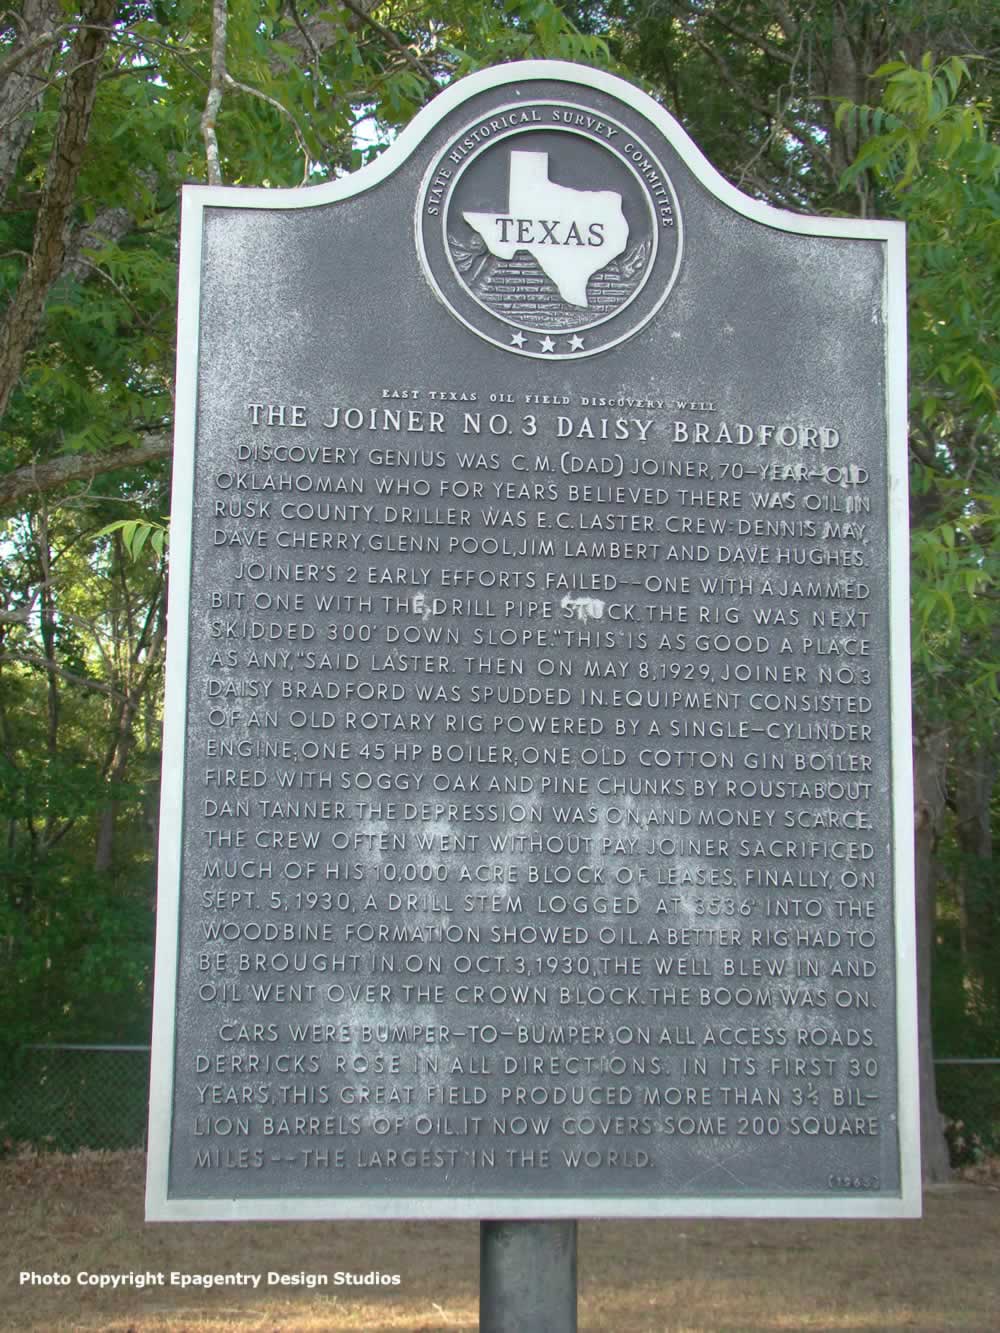 STATE HISTORICAL SURVEY COMMITTEE
TEXAS
EAST TEXAS OIL FIELD DISCOVERY WELL
THE JOINER NO. 3 DAISY BRADFORD
DISCOVERY GENIUS WAS C. M. (DAD) JOINER, 70-YEAR-OLD
OKLAHOMAN WHO FOR YEARS BELIEVED THERE WAS OIL IN
RUSK COUNTY. DRILLER WAS E. C. LASTER. CREW: DENNIS MAY,
DAVE CHERRY, GLENN POOL, JIM LAMBERT AND DAVE HUGHES.
JOINER'S 2 EARLY EFFORTS FAILED--ONE WITH A JAMMED
BIT, ONE WITH THE DRILL PIPE STUCK. THE RIG WAS NEXT
SKIDDED 300' DOWN SLOPE. "THIS IS AS GOOD A PLACE
AS ANY," SAID LASTER. THEN ON MAY 8, 1929, JOINER NO. 3
DAISY BRADFORD WAS SPUDDED IN. EQUIPMENT CONSISTED
OF AN OLD ROTARY RIG POWERED BY A SINGLE-CYLINDER
ENGINE; ONE 45 HP BOILER; ONE OLD COTTON GIN BOILER
FIRED WITH SOGGY OAK AND PINE CHUNKS BY ROUSTABOUT
DAN TANNER. THE DEPRESSION WAS ON AND MONEY SCARCE.
THE CREW OFTEN WENT WITHOUT PAY. JOINER SACRIFICED
MUCH OF HIS 10,000 ACRE BLOCK OF LEASES. FINALLY, ON
SEPT. 5, 1930, A DRILL STEM LOGGED AT 3536' INTO THE
WOODBINE FORMATION SHOWED OIL. A BETTER RIG HAD TO
BE BROUGHT IN. ON OCT. 3, 1930, THE WELL BLEW IN AND
OIL WENT OVER THE CROWN BLOCK. THE BOOM WAS ON.
CARS WERE BUMPER-TO-BUMPER ON ALL ACCESS ROADS.
DERRICKS ROSE IN ALL DIRECTIONS. IN ITS FIRST 30
YEARS, THIS GREAT FIELD PRODUCED MORE THAN 3½ BIL-
LION BARRELS OF OIL. IT NOW COVERS SOME 200 SQUARE
MILES--THE LARGEST IN THE WORLD.
Photo Copyright Epagentry Design Studios